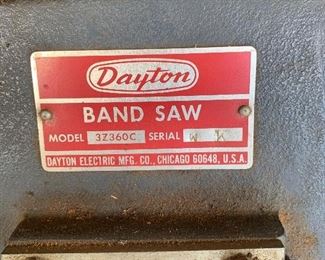 Dayton
BAND SAW
MODEL 3Z360C SERIAL W K
DAYTON ELECTRIC MFG. CO., CHICAGO 60648, U.S.A.